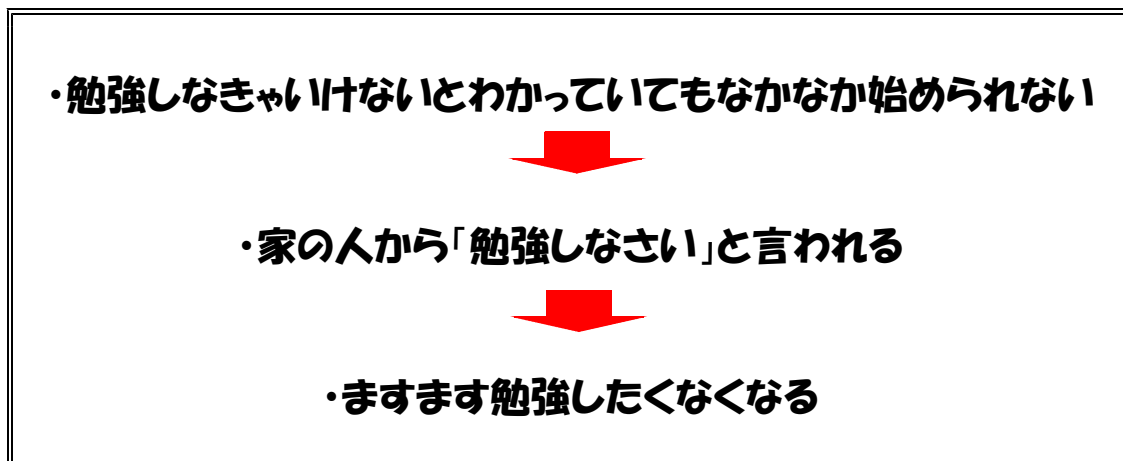 ・勉強しなきゃいけないとわかっていてもなかなか始められない
・家の人から「勉強しなさい」と言われる
・ますます勉強したくなくなる